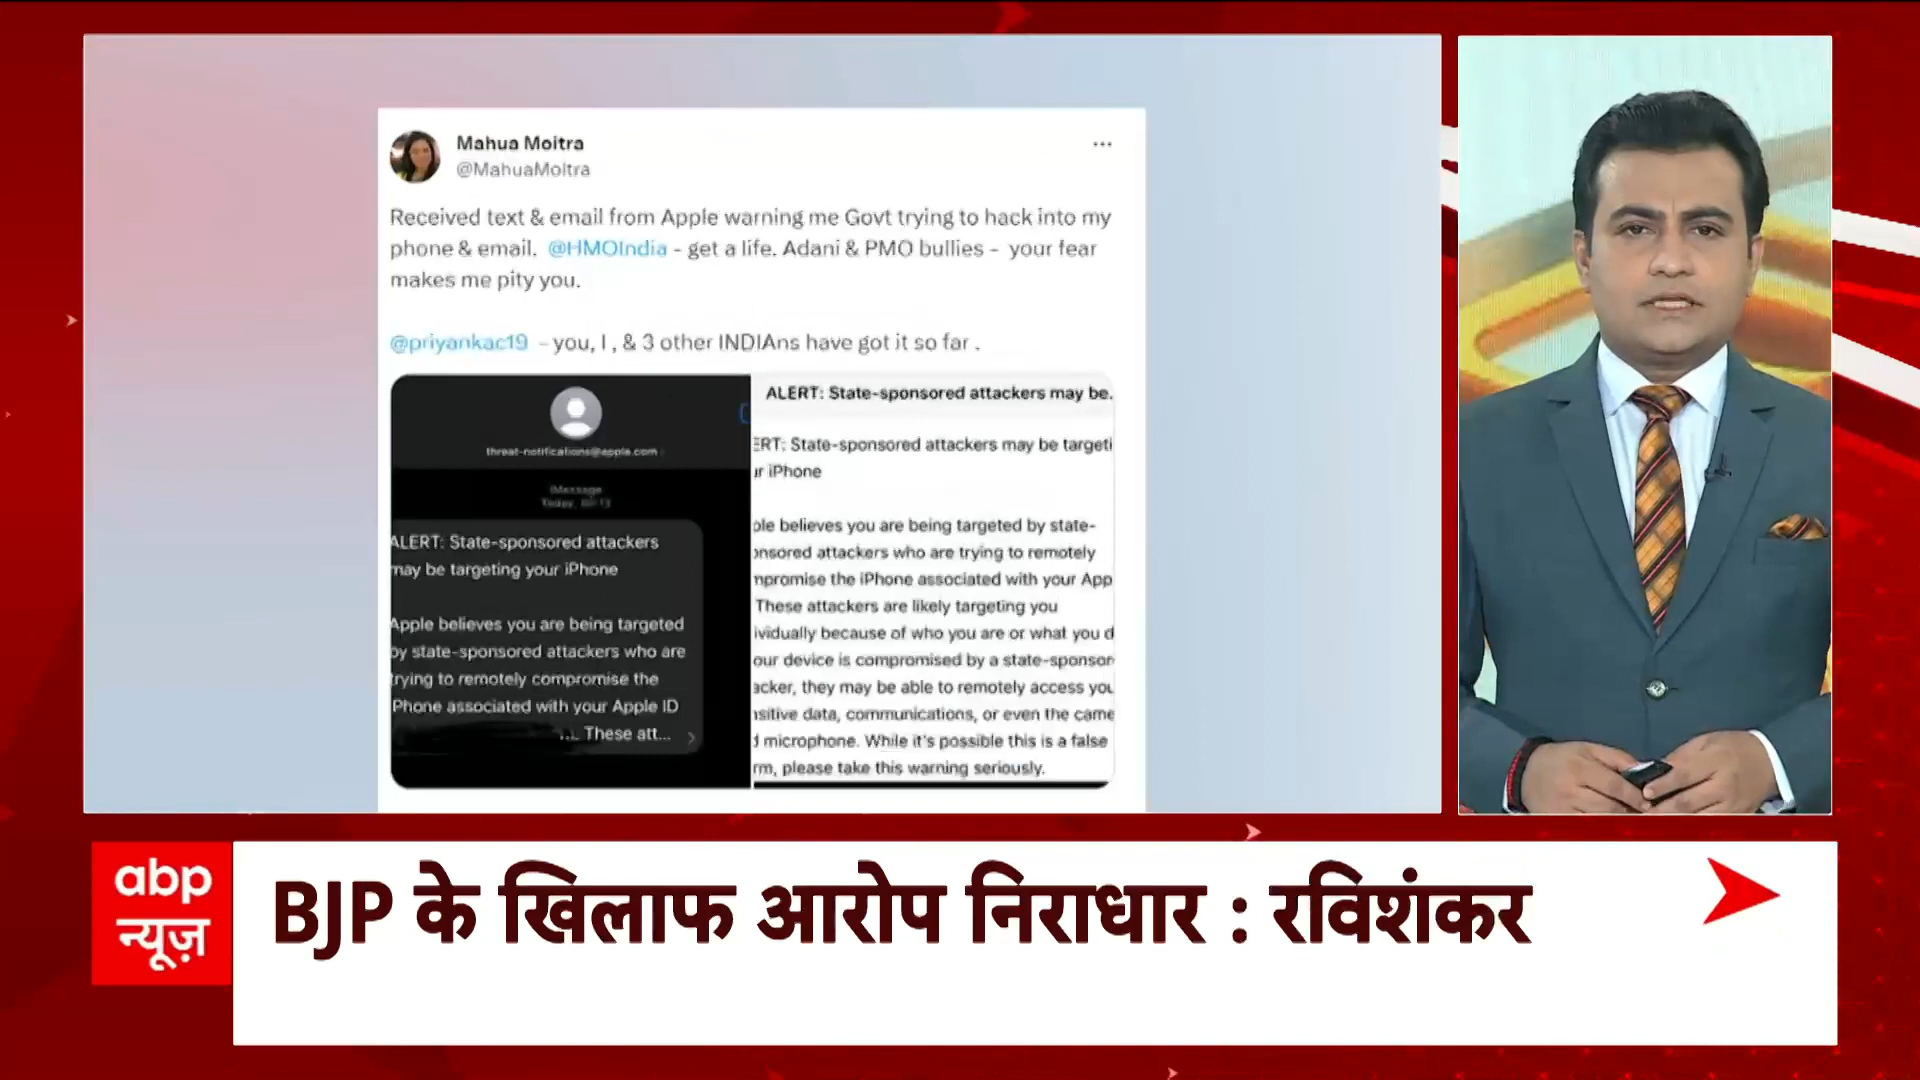 Mahua Moitra
@MahuaMoitra
Received text & email from Apple warning me Govt trying to hack into my
phone & email. @HMOIndia - get a life. Adani & PMO bullies - your fear
makes me pity you.
@priyankac19 - you, I , & 3 other INDIAns have got it so far .
threat-notifications@apple.com
iMessage
ALERT: State-sponsored attackers
may be targeting your iPhone
Apple believes you are being targeted
by state-sponsored attackers who are
trying to remotely compromise the
Phone associated with your Apple ID
... These att...
ALERT: State-sponsored attackers may be.
ERT: State-sponsored attackers may be targeti
ur iPhone
ple believes you are being targeted by state-
onsored attackers who are trying to remotely
mpromise the iPhone associated with your App
These attackers are likely targeting you
ividually because of who you are or what you d
our device is compromised by a state-sponsor
acker, they may be able to remotely access you
nsitive data, communications, or even the came
d microphone. While it's possible this is a false
rm, please take this warning seriously.
abp
न्यूज़
BJP के खिलाफ आरोप निराधार : रविशंकर